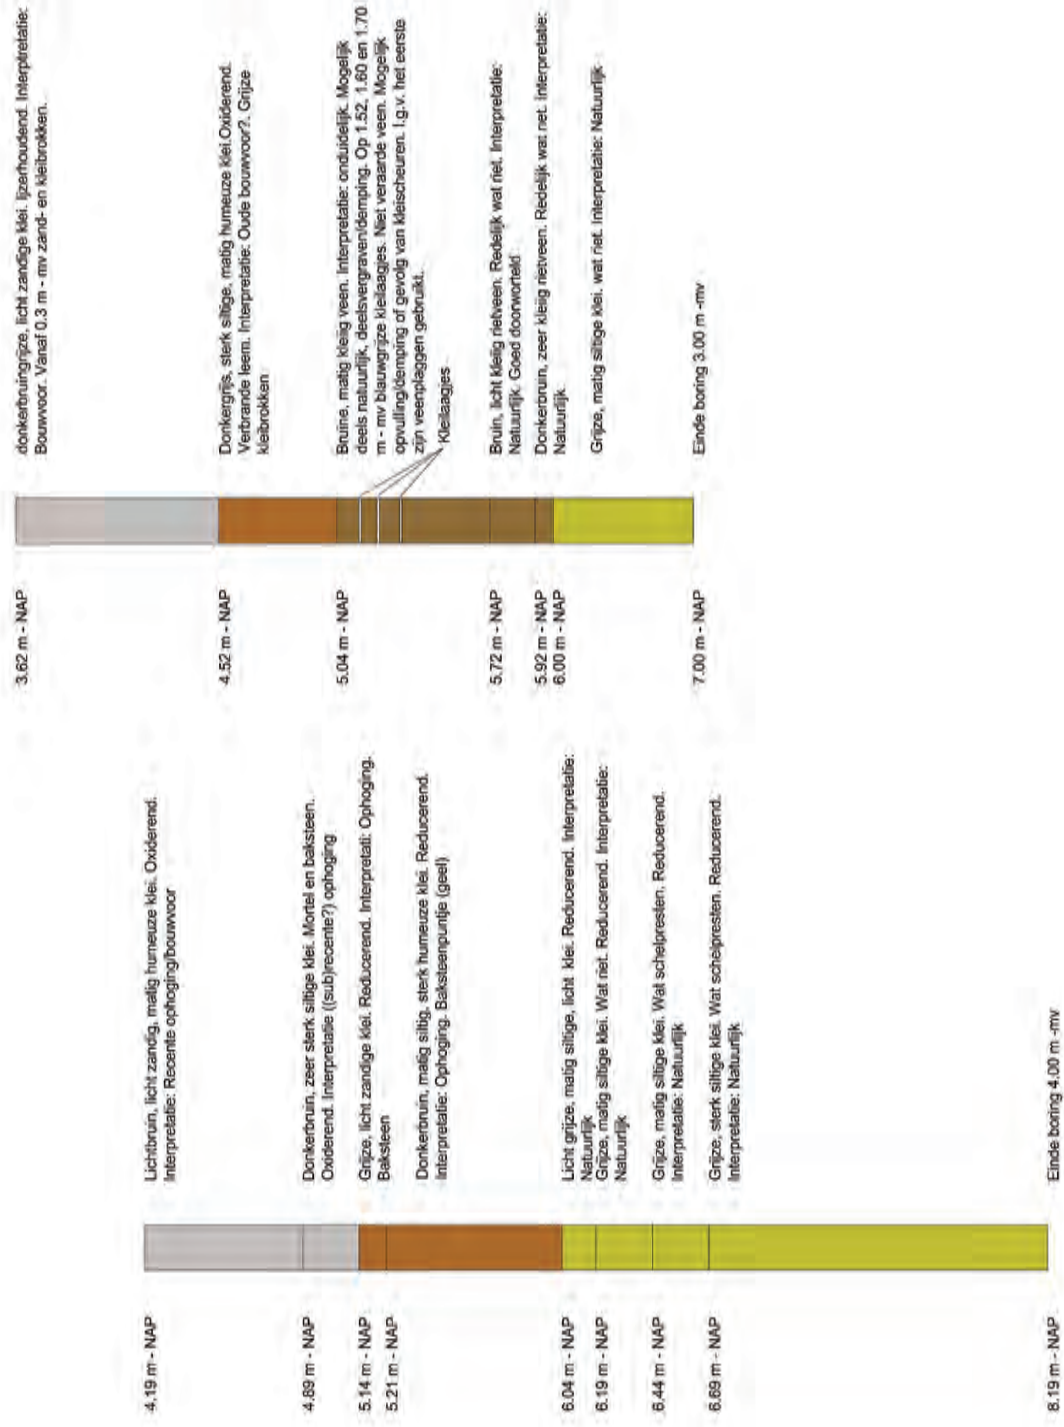 4.19 m - NAP
Lichtbruin, licht zandig, matig humeuze klei. Oxiderend.
Interpretatie: Recente ophoging/bouwvoor
4.89 m - NAP
Donkerbruin, zeer sterk siltige klei. Mortel en baksteen.
Oxiderend. Interpretatie ((sub)recente?) ophoging
5.14 m - NAP
Grijze, licht zandige klei. Reducerend. Interpretati: Ophoging.
Baksteen
5.21 m - NAP
Donkerbruin, matig siltig, sterk humeuze klei. Reducerend.
Interpretatie: Ophoging. Baksteenpuntje (geel)
6.04 m - NAP
Licht grijze, matig siltige, licht klei. Reducerend. Interpretatie:
Natuurlijk
6.19 m - NAP
Grijze, matig siltige klei. Wat riet. Reducerend. Interpretatie:
Natuurlijk
6.44 m - NAP
Grijze, matig siltige klei. Wat schelpresten. Reducerend.
Interpretatie: Natuurlijk
6.69 m - NAP
Grijze, sterk siltige klei. Wat schelpresten. Reducerend.
Interpretatie: Natuurlijk
8.19 m - NAP
Einde boring 4.00 m -mv
3.62 m - NAP
donkerbruingrijze, licht zandige klei. Ijzerhoudend. Interptretatie:
Bouwvoor. Vanaf 0.3 m - mv zand- en kleibrokken.
4.52 m - NAP
Donkergrijs, sterk siltige, matig humeuze klei.Oxiderend.
Verbrande leem. Interpretatie: Oude bouwvoor?. Grijze
kleibrokken
5.04 m - NAP
Bruine, matig kleiig veen. Interpretatie: onduidelijk. Mogelijk
deels natuurlijk, deelsvergraven/demping. Op 1.52, 1.60 en 1.70
m - mv blauwgrijze kleilaagjes. Niet veraarde veen. Mogelijk
opvulling/demping of gevolg van kleischeuren. I.g.v. het eerste
zijn veenplaggen gebruikt.
Kleilaagjes
5.72 m - NAP
Bruin, licht kleiig rietveen. Redelijk wat riet. Interpretatie:
Natuurlijk. Goed doorworteld
5.92 m - NAP
Donkerbruin, zeer kleiig rietveen. Redelijk wat riet. Interpretatie:
Natuurlijk
6.00 m - NAP
Grijze, matig siltige klei. wat riet. Interpretatie: Natuurlijk
7.00 m - NAP
Einde boring 3.00 m -mv